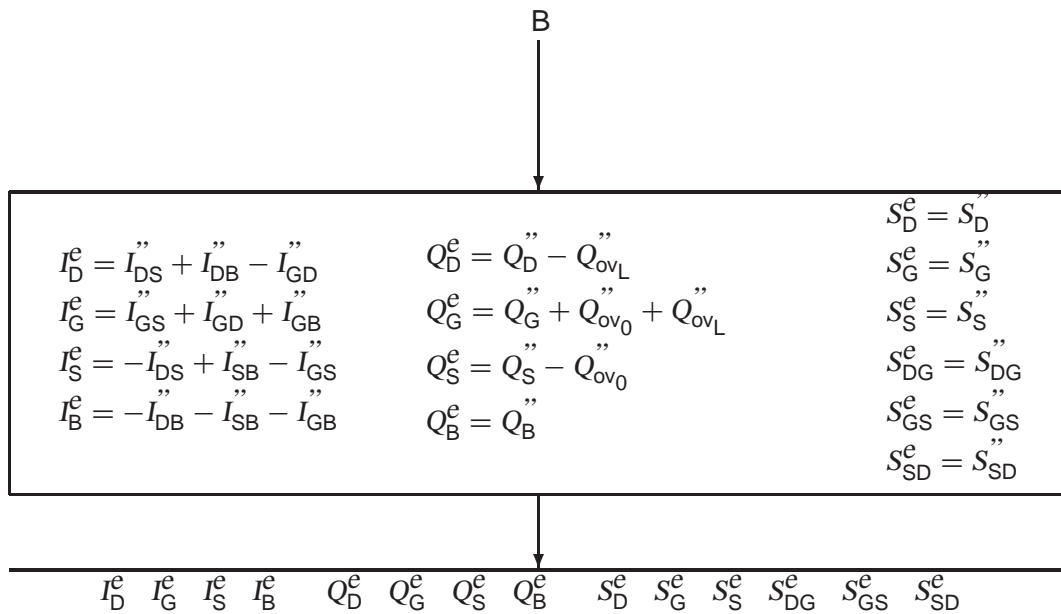 B
I_D^e = I_DS^'' + I_DB^'' − I_GD^''
I_G^e = I_GS^'' + I_GD^'' + I_GB^''
I_S^e = −I_DS^'' + I_SB^'' − I_GS^''
I_B^e = −I_DB^'' − I_SB^'' − I_GB^''
Q_D^e = Q_D^'' − Q_ov_L^''
Q_G^e = Q_G^'' + Q_ov_0^'' + Q_ov_L^''
Q_S^e = Q_S^'' − Q_ov_0^''
Q_B^e = Q_B^''
S_D^e = S_D^''
S_G^e = S_G^''
S_S^e = S_S^''
S_DG^e = S_DG^''
S_GS^e = S_GS^''
S_SD^e = S_SD^''
I_D^e I_G^e I_S^e I_B^e Q_D^e Q_G^e Q_S^e Q_B^e S_D^e S_G^e S_S^e S_DG^e S_GS^e S_SD^e